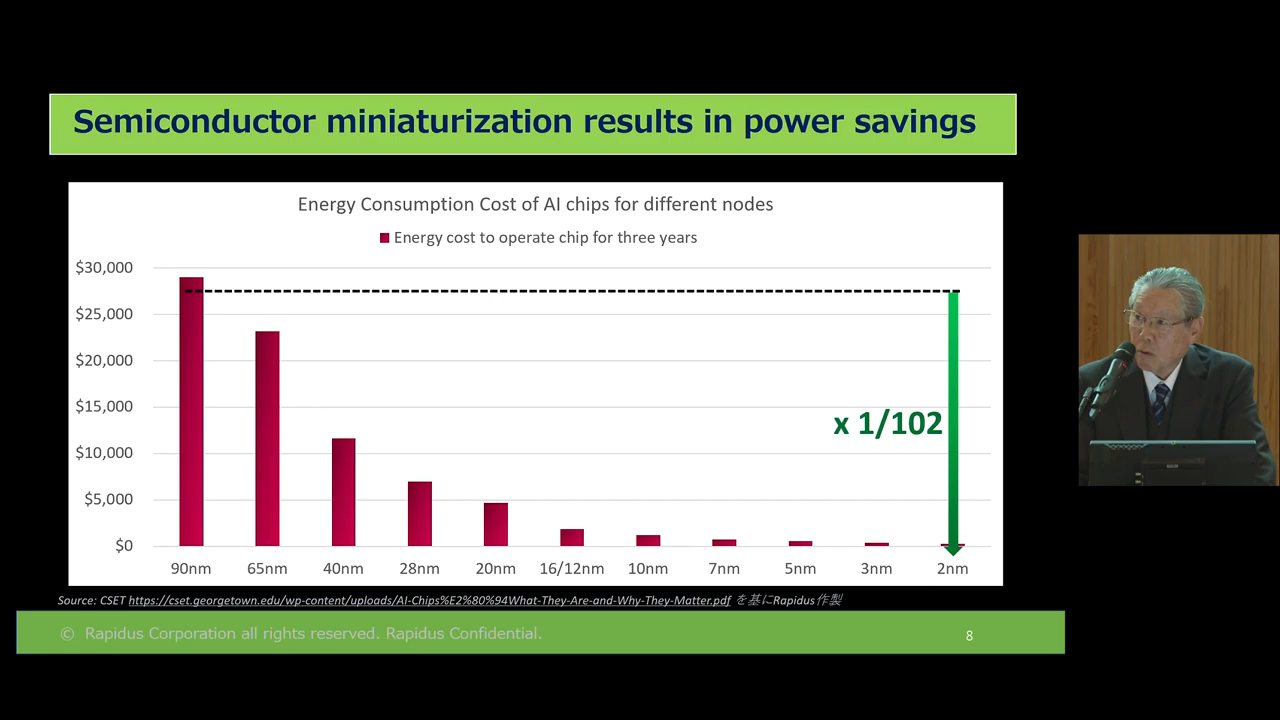 Semiconductor miniaturization results in power savings
Energy Consumption Cost of AI chips for different nodes
Energy cost to operate chip for three years
$30,000
$25,000
$20,000
$15,000
$10,000
$5,000
$0
x 1/102
90nm 65nm 40nm 28nm 20nm 16/12nm 10nm 7nm 5nm 3nm 2nm
Source: CSET https://cset.georgetown.edu/wp-content/uploads/AI-Chips%E2%80%94What-They-Are-and-Why-They-Matter.pdf を基にRapidus作製
© Rapidus Corporation all rights reserved. Rapidus Confidential.
8